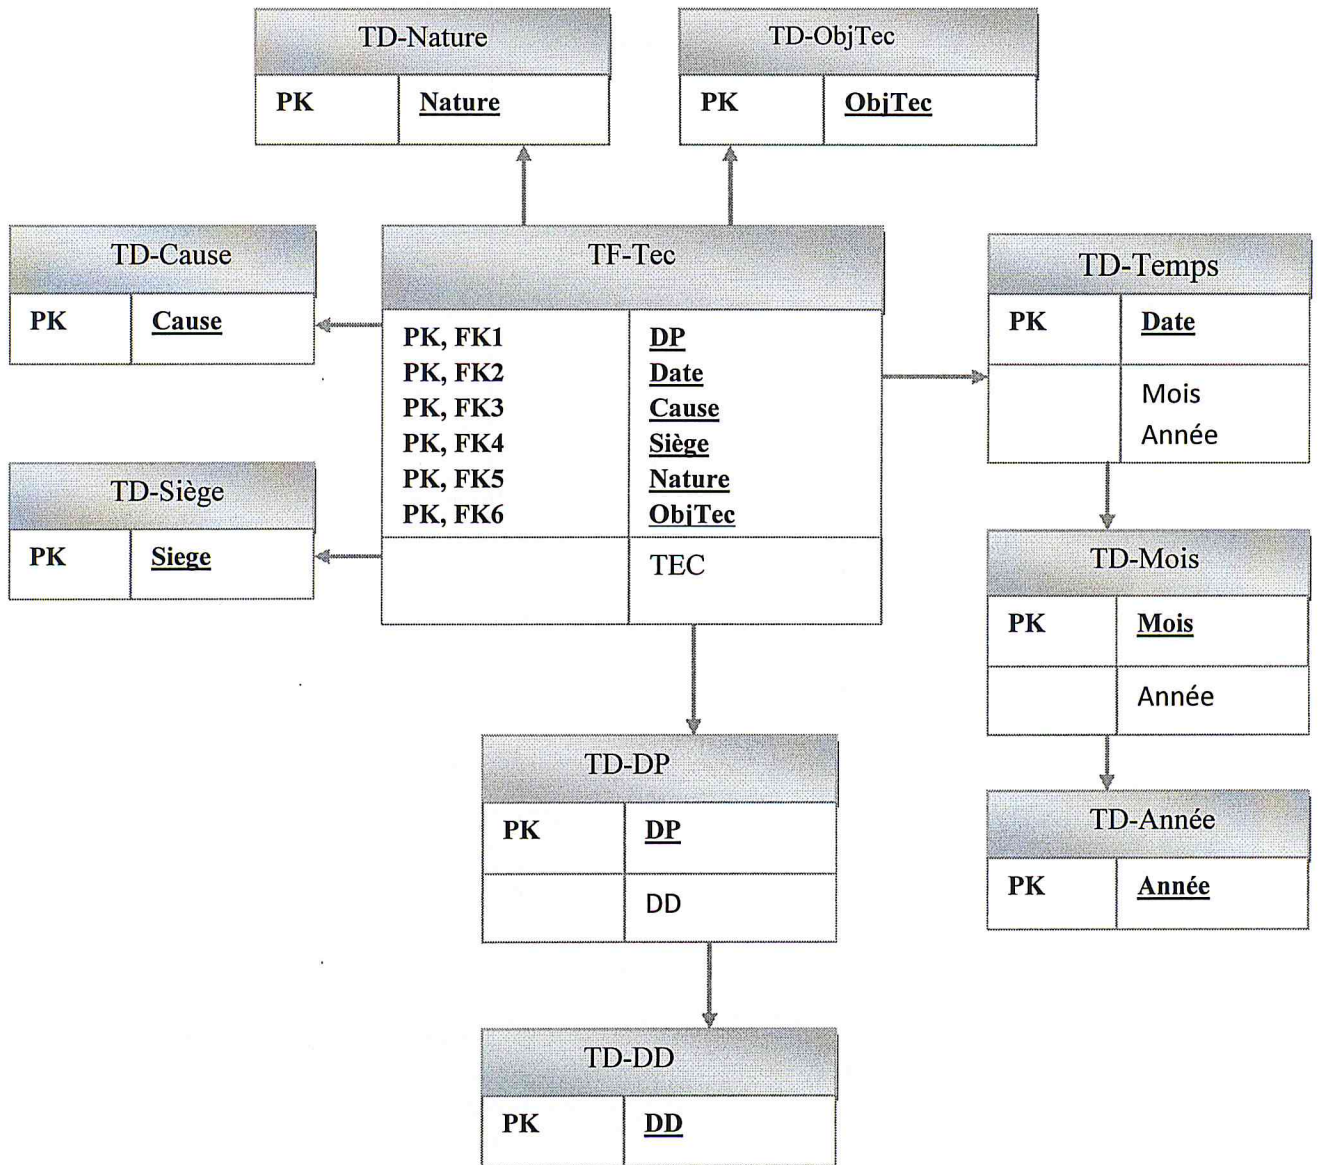 TD-Nature
PK Nature
TD-ObjTec
PK ObjTec
TD-Cause
PK Cause
TF-Tec
PK, FK1 DP
PK, FK2 Date
PK, FK3 Cause
PK, FK4 Siège
PK, FK5 Nature
PK, FK6 ObjTec
TEC
TD-Temps
PK Date
Mois
Année
TD-Siège
PK Siege
TD-Mois
PK Mois
Année
TD-DP
PK DP
DD
TD-Année
PK Année
TD-DD
PK DD